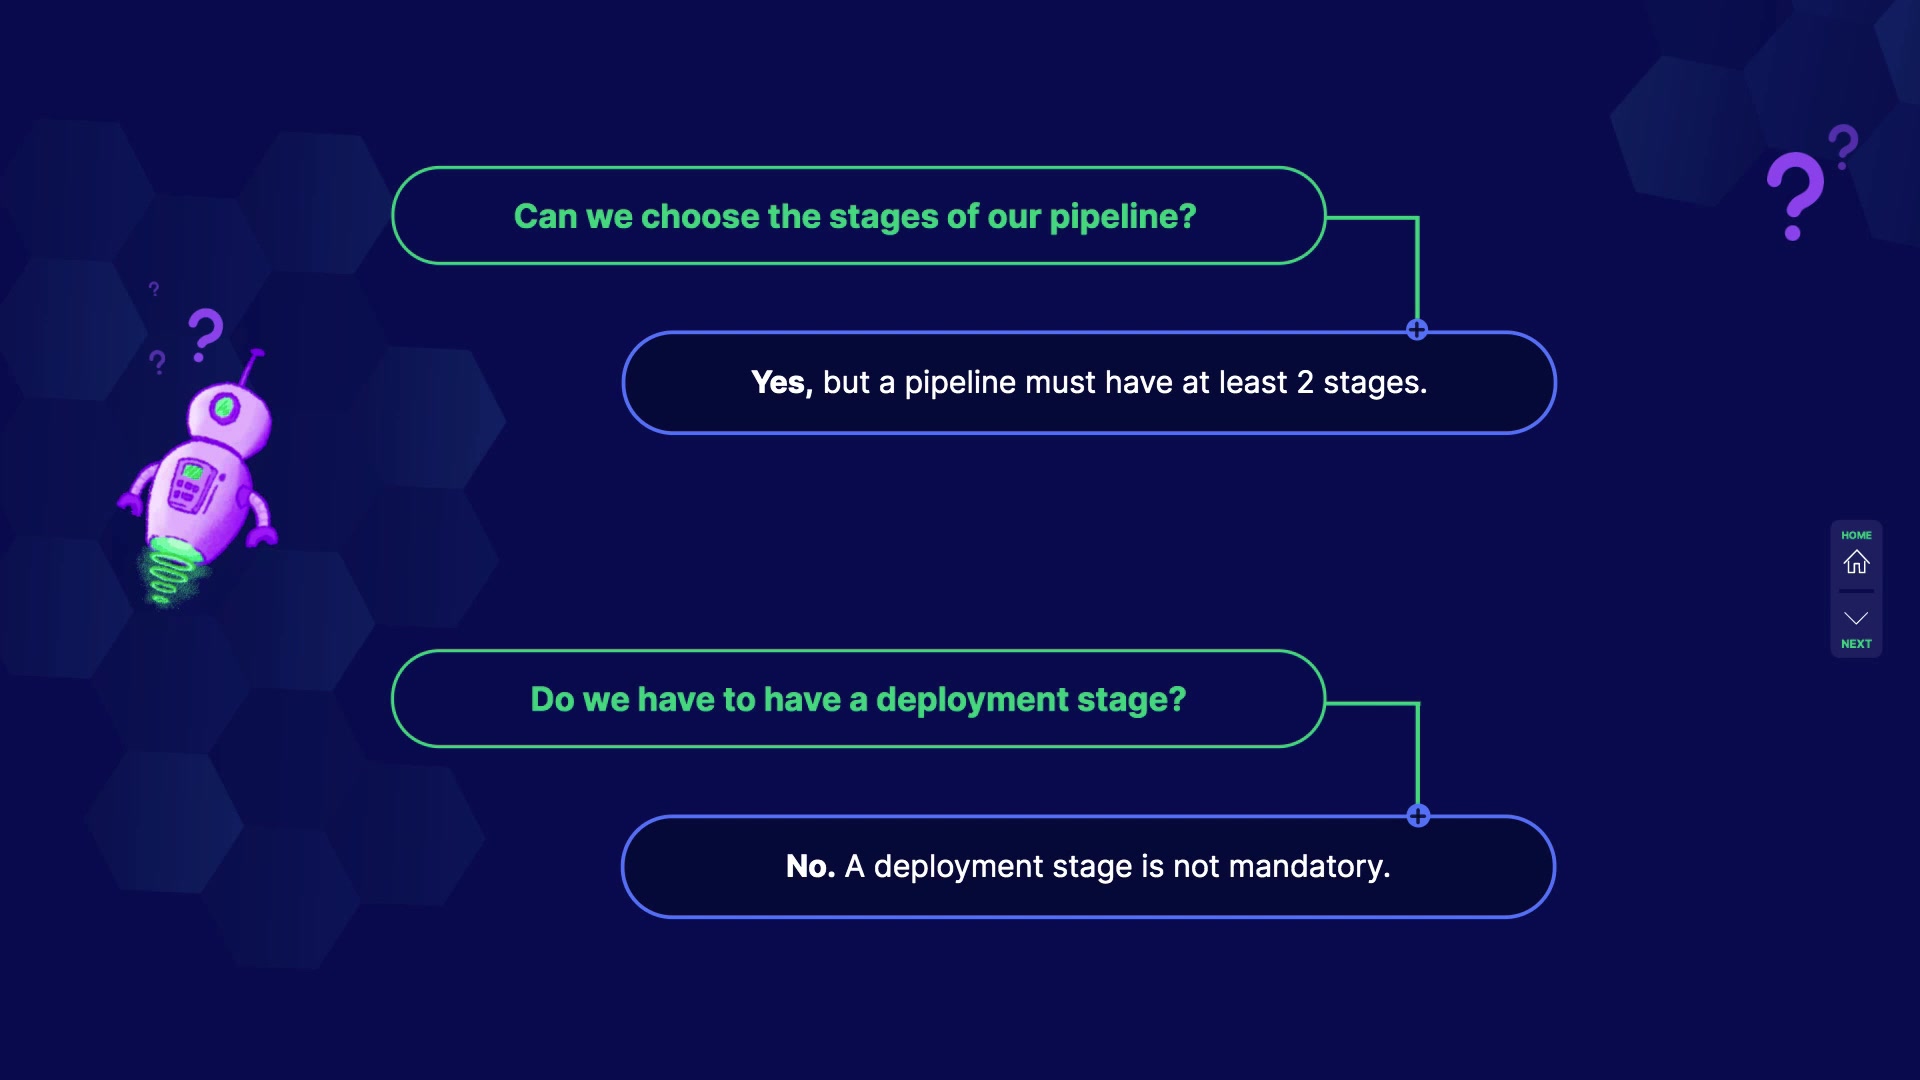 Can we choose the stages of our pipeline?
Yes, but a pipeline must have at least 2 stages.
HOME
NEXT
Do we have to have a deployment stage?
No. A deployment stage is not mandatory.